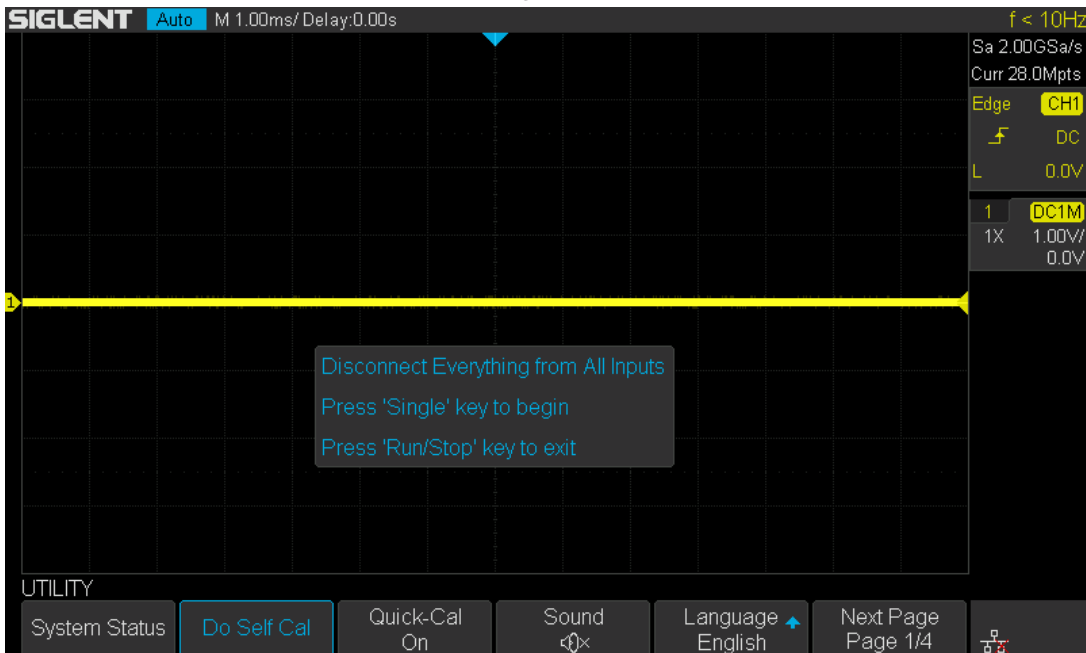 SIGLENT Auto M 1.00ms/ Delay:0.00s f < 10Hz
Sa 2.00GSa/s
Curr 28.0Mpts
Edge CH1
DC
L 0.0V
1 DC1M
1X 1.00V/
0.0V
1
Disconnect Everything from All Inputs
Press 'Single' key to begin
Press 'Run/Stop' key to exit
UTILITY
System Status Do Self Cal Quick-Cal Sound Language Next Page
On English Page 1/4